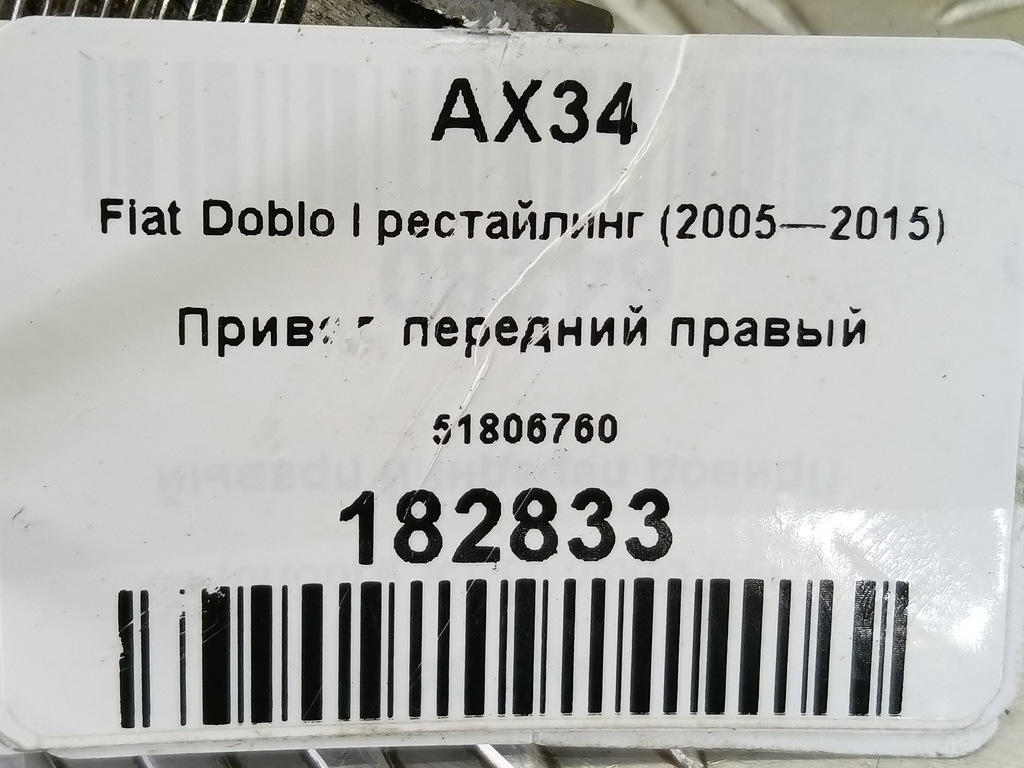 AX34
Fiat Doblo I рестайлинг (2005—2015)
передний правый
51806760
182833